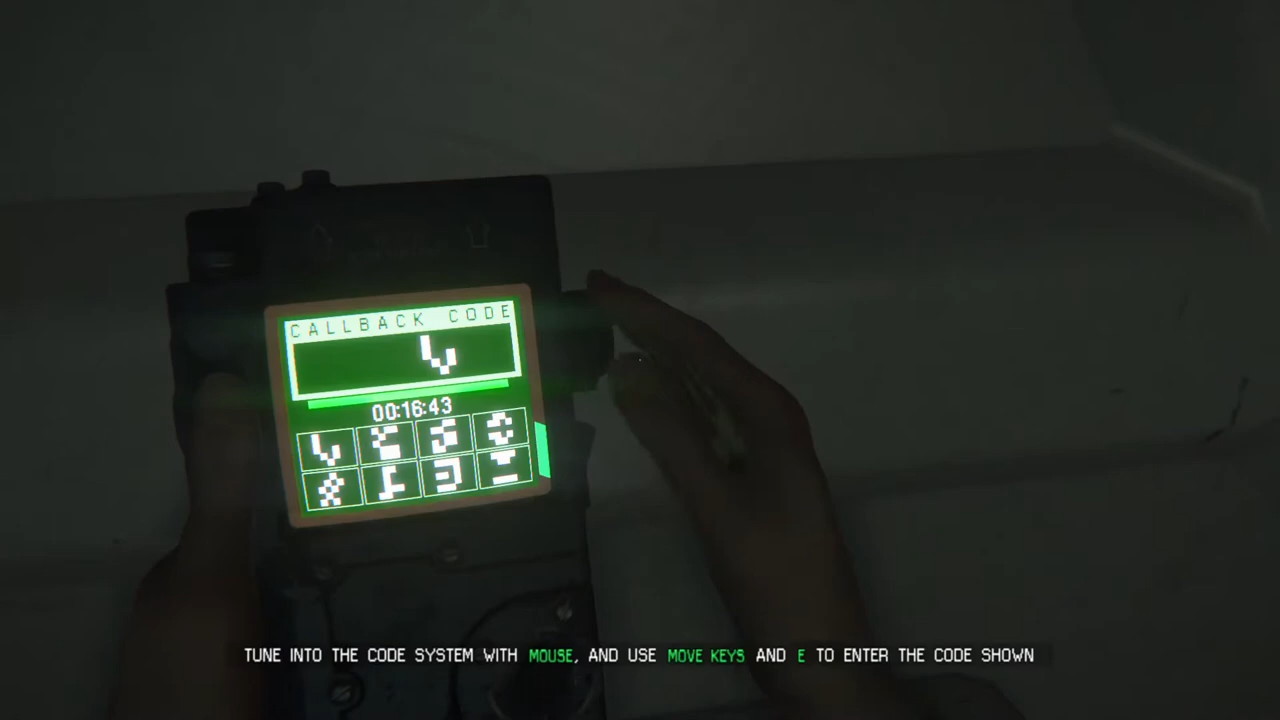 CALLBACK CODE
00:16:43
TUNE INTO THE CODE SYSTEM WITH MOUSE, AND USE MOVE KEYS AND E TO ENTER THE CODE SHOWN